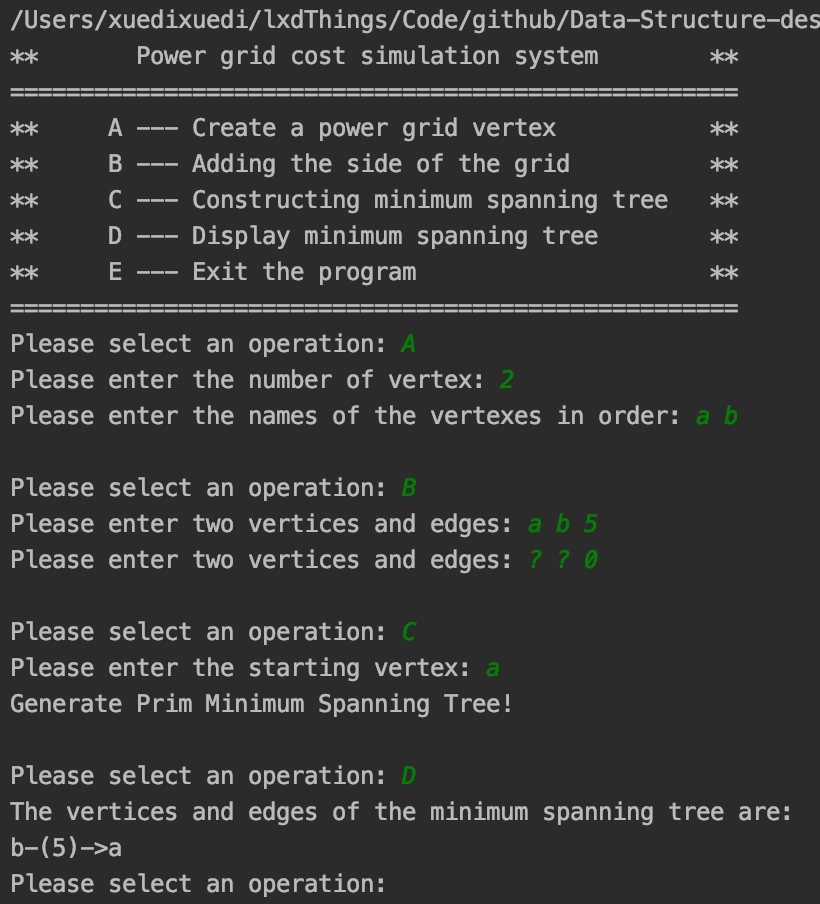 /Users/xuedixuedi/lxdThings/Code/github/Data-Structure-des
**       Power grid cost simulation system        **
====================================================
**     A --- Create a power grid vertex           **
**     B --- Adding the side of the grid          **
**     C --- Constructing minimum spanning tree   **
**     D --- Display minimum spanning tree        **
**     E --- Exit the program                     **
====================================================
Please select an operation: A
Please enter the number of vertex: 2
Please enter the names of the vertexes in order: a b
Please select an operation: B
Please enter two vertices and edges: a b 5
Please enter two vertices and edges: ? ? 0
Please select an operation: C
Please enter the starting vertex: a
Generate Prim Minimum Spanning Tree!
Please select an operation: D
The vertices and edges of the minimum spanning tree are:
b-(5)->a
Please select an operation: